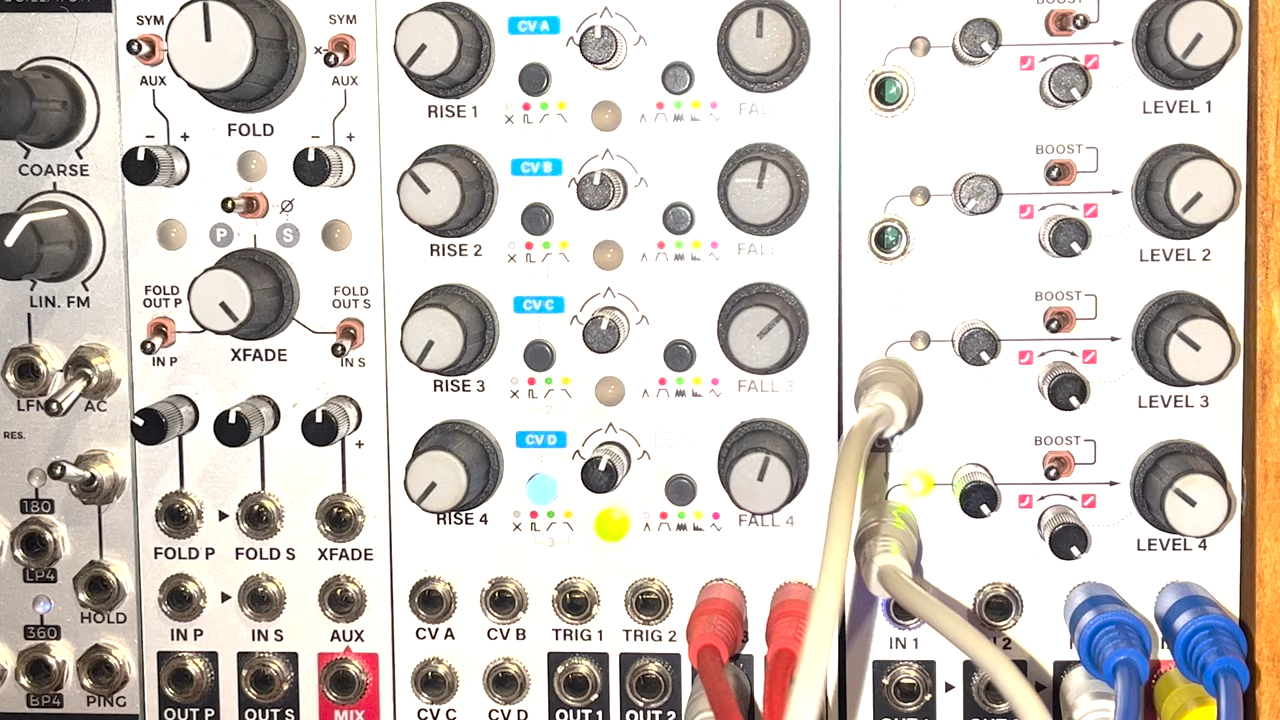 SYM
AUX
SYM
AUX
FOLD
COARSE
LIN. FM
- +
- +
P
S
Ø
FOLD
OUT P
FOLD
OUT S
IN P
XFADE
IN S
AC
RES.
+
180
LP4
HOLD
360
BP4
PING
FOLD P
FOLD S
XFADE
IN P
IN S
AUX
OUT P
OUT S
MIX
CV A
RISE 1
CV B
RISE 2
CV C
RISE 3
FALL 3
CV D
RISE 4
FALL 4
3
CV A
CV B
TRIG 1
TRIG 2
CV C
CV D
OUT 1
OUT 2
BOOST
LEVEL 1
BOOST
LEVEL 2
BOOST
LEVEL 3
BOOST
LEVEL 4
IN 1